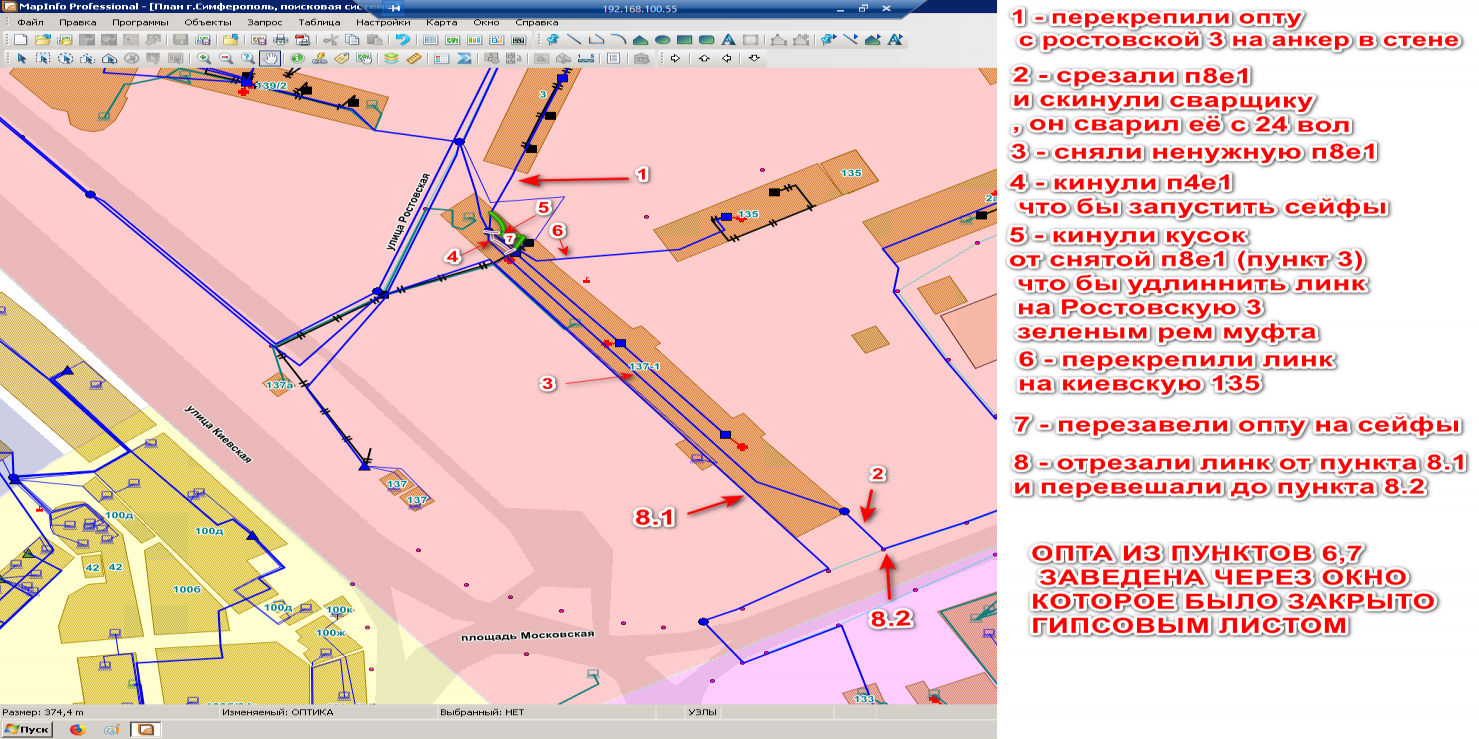 MapInfo Professional - [План г.Симферополь, поисковая сис
192.168.100.55
Файл Правка Программы Объекты Запрос Таблица Настройки Карта Окно Справка
139/2
3
1
135
135
улица Ростовская
5
6
7
4
137-1
3
137а
улица Киевская
137
137
2
8.1
8.2
100д
100д
42
42
100б
100д
100к
100ж
площадь Московская
133
Размер: 374,4 m
Изменяемый: ОПТИКА
Выбранный: НЕТ
УЗЛЫ
Пуск
1 - перекрепили опту
с ростовской 3 на анкер в стене
2 - срезали п8е1
и скинули сварщику
, он сварил её с 24 вол
3 - сняли ненужную п8е1
4 - кинули п4е1
что бы запустить сейфы
5 - кинули кусок
от снятой п8е1 (пункт 3)
что бы удлиннить линк
на Ростовскую 3
зеленым рем муфта
6 - перекрепили линк
на киевскую 135
7 - перезавели опту на сейфы
8 - отрезали линк от пункта 8.1
и перевешали до пункта 8.2
ОПТА ИЗ ПУНКТОВ 6,7
ЗАВЕДЕНА ЧЕРЕЗ ОКНО
КОТОРОЕ БЫЛО ЗАКРЫТО
ГИПСОВЫМ ЛИСТОМ